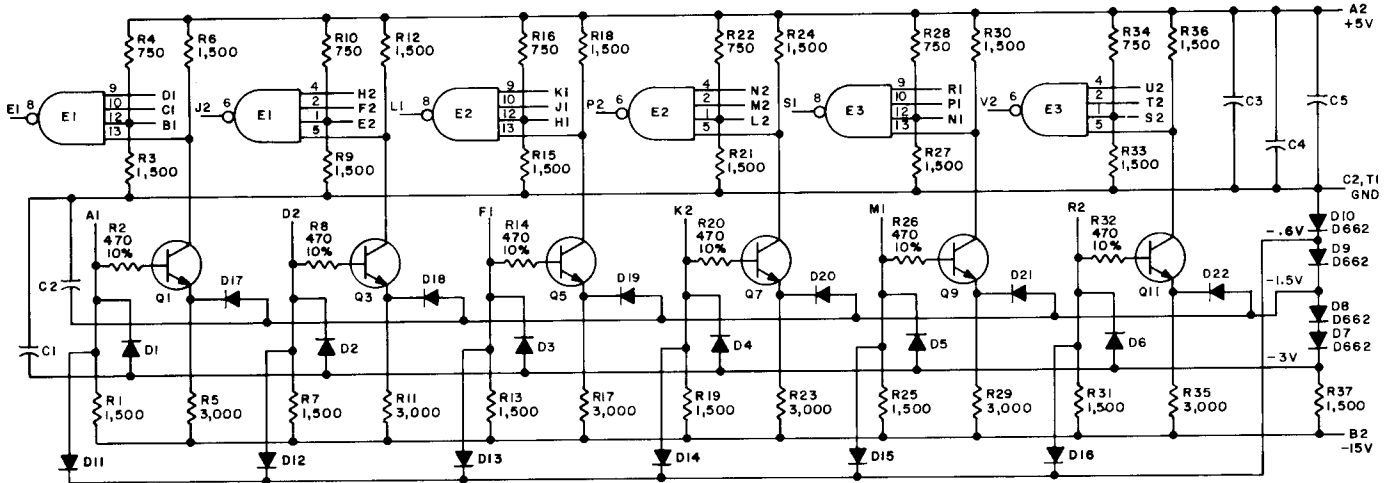 A2
+5V
R4
750
R6
1,500
R10
750
R12
1,500
R16
750
R18
1,500
R22
750
R24
1,500
R28
750
R30
1,500
R34
750
R36
1,500
E1 8
E1
9 D1
10 C1
12 B1
13
J2 6
E1
4 H2
2 F2
1 E2
5
L1 8
E2
9 K1
10 J1
12 H1
13
P2 6
E2
4 N2
2 M2
1 L2
5
S1 8
E3
9 R1
10 P1
12 N1
13
V2 6
E3
4 U2
2 T2
1 S2
5
C3
C4
C5
R3
1,500
R9
1,500
R15
1,500
R21
1,500
R27
1,500
R33
1,500
C2,T1
GND
A1
R2
470
10%
Q1
D17
D2
R8
470
10%
Q3
D18
F1
R14
470
10%
Q5
D19
K2
R20
470
10%
Q7
D20
M1
R26
470
10%
Q9
D21
R2
R32
470
10%
Q11
D22
D10
D662
-.6V
D9
D662
-1.5V
D8
D662
D7
D662
-3V
C2
C1
D1
D2
D3
D4
D5
D6
R1
1,500
R5
3,000
R7
1,500
R11
3,000
R13
1,500
R17
3,000
R19
1,500
R23
3,000
R25
1,500
R29
3,000
R31
1,500
R35
3,000
R37
1,500
B2
-15V
D11
D12
D13
D14
D15
D16